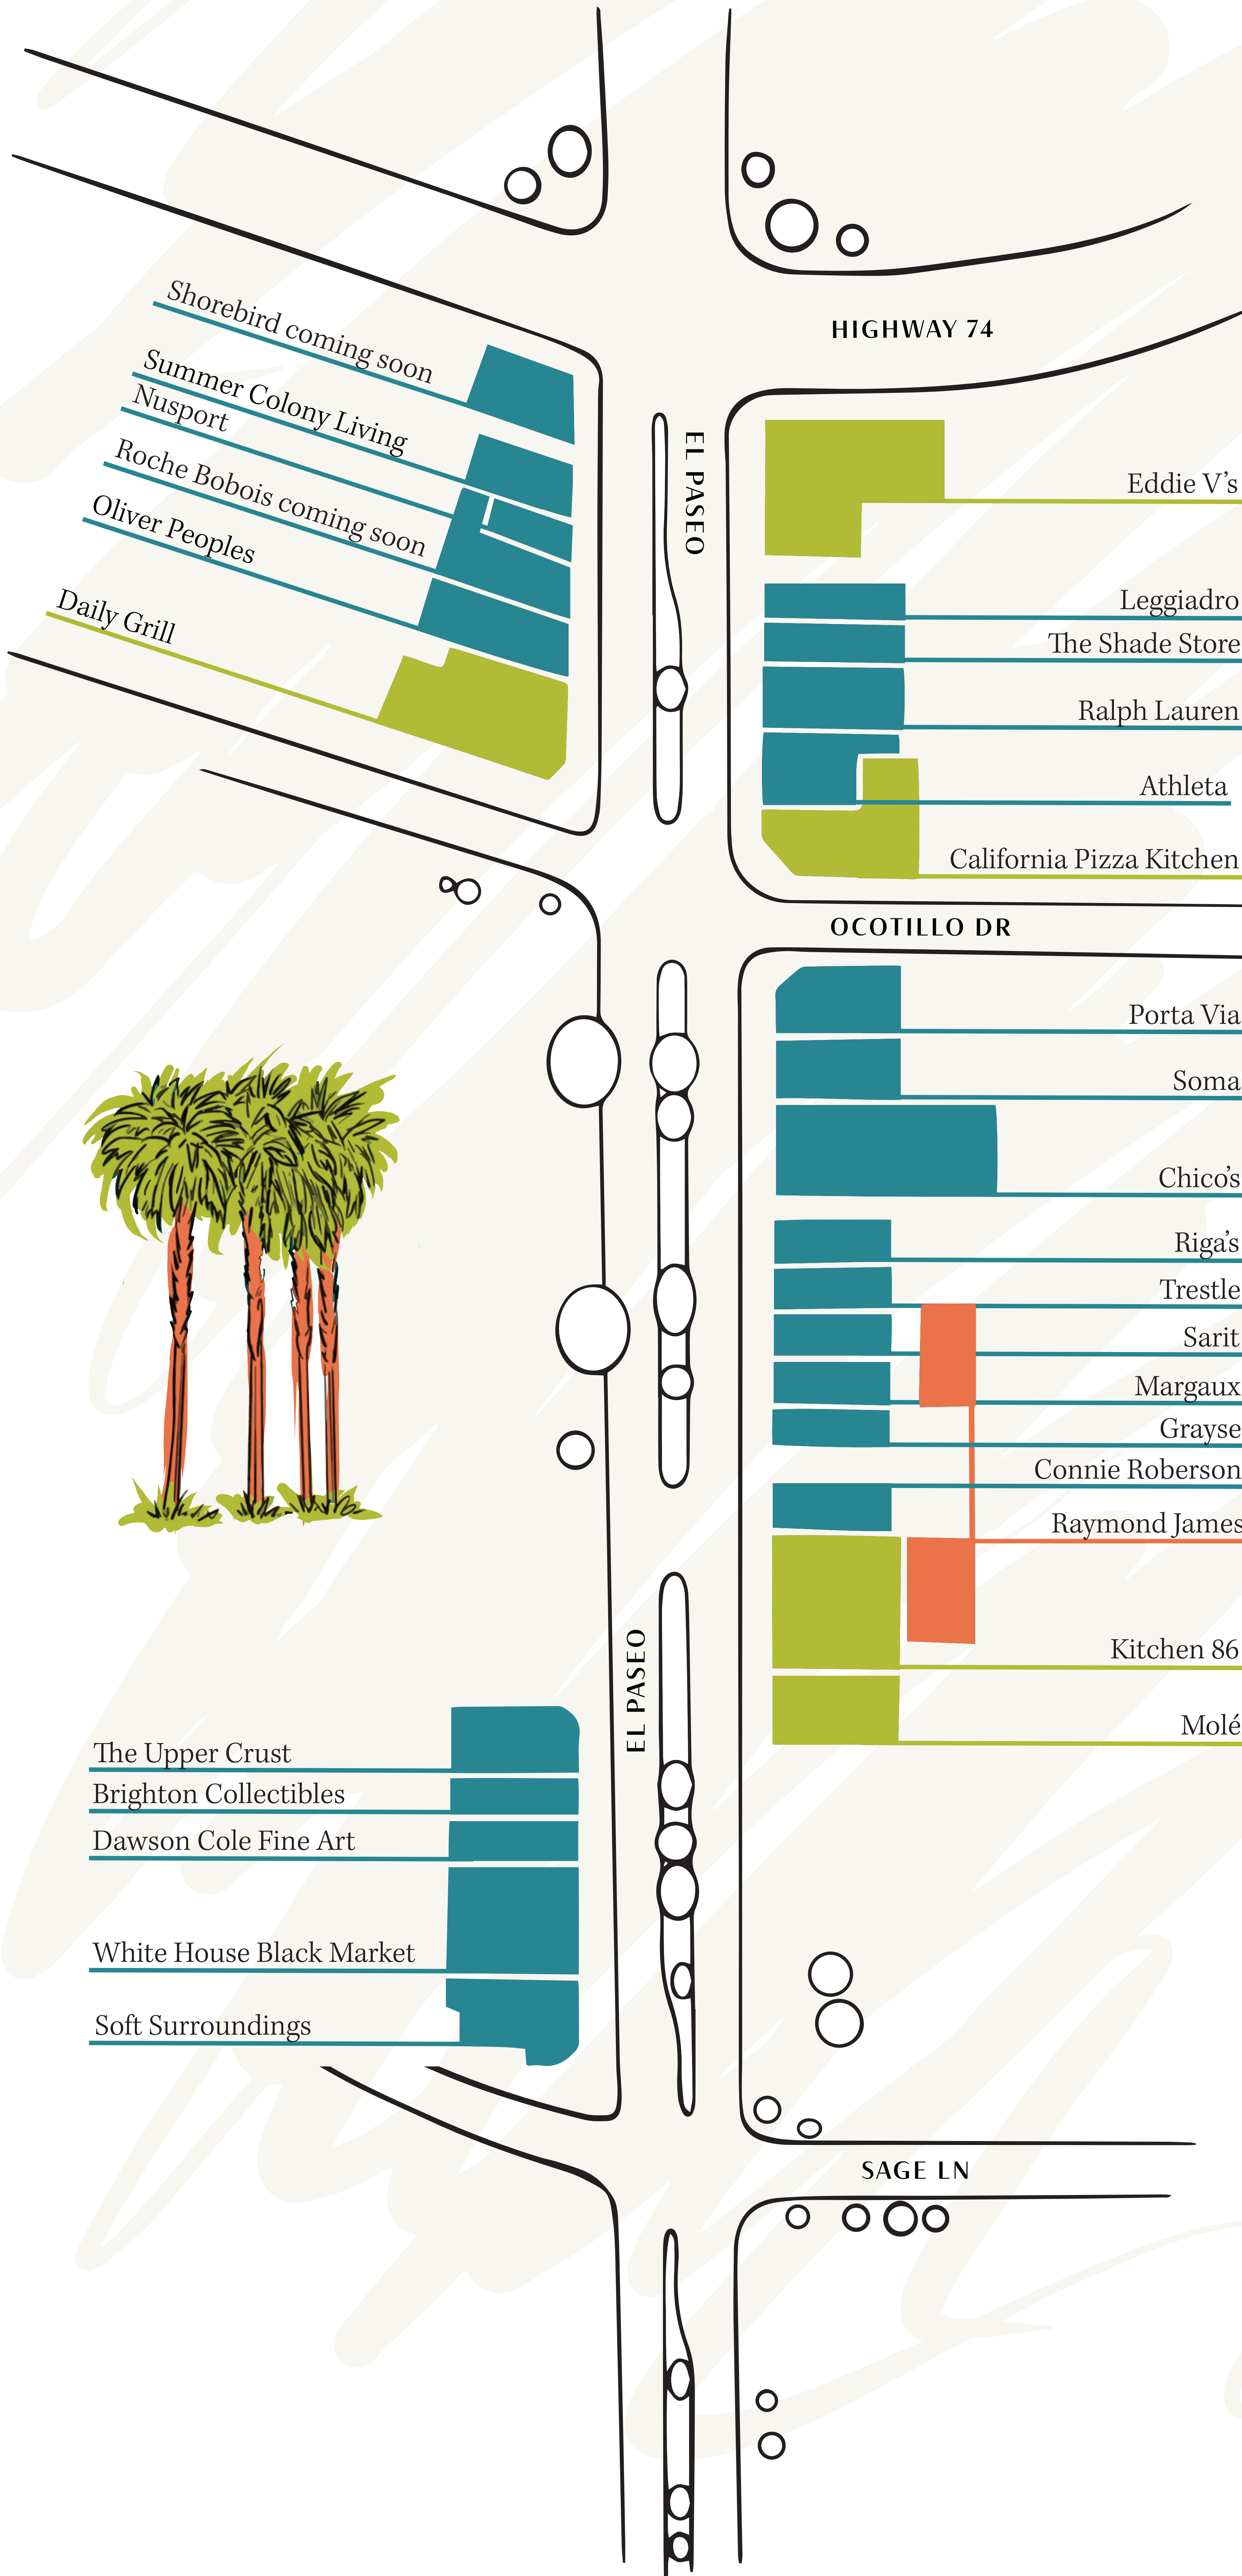 HIGHWAY 74
Shorebird coming soon
Summer Colony Living
Nusport
Roche Bobois coming soon
Oliver Peoples
Daily Grill
EL PASEO
Eddie V’s
Leggiadro
The Shade Store
Ralph Lauren
Athleta
California Pizza Kitchen
OCOTILLO DR
Porta Via
Soma
Chico’s
Riga’s
Trestle
Sarit
Margaux
Grayse
Connie Roberson
Raymond James
Kitchen 86
Molé
EL PASEO
The Upper Crust
Brighton Collectibles
Dawson Cole Fine Art
White House Black Market
Soft Surroundings
SAGE LN